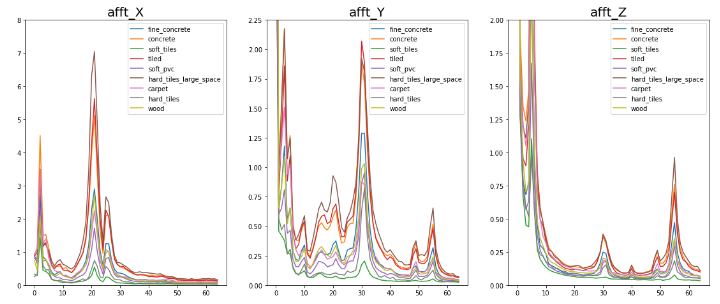 afft_X
8
7
6
5
4
3
2
1
0
0 10 20 30 40 50 60
fine_concrete
concrete
soft_tiles
tiled
soft_pvc
hard_tiles_large_space
carpet
hard_tiles
wood
afft_Y
2.25
2.00
1.75
1.50
1.25
1.00
0.75
0.50
0.25
0.00
0 10 20 30 40 50 60
fine_concrete
concrete
soft_tiles
tiled
soft_pvc
hard_tiles_large_space
carpet
hard_tiles
wood
afft_Z
2.00
1.75
1.50
1.25
1.00
0.75
0.50
0.25
0.00
0 10 20 30 40 50 60
fine_concrete
concrete
soft_tiles
tiled
soft_pvc
hard_tiles_large_space
carpet
hard_tiles
wood